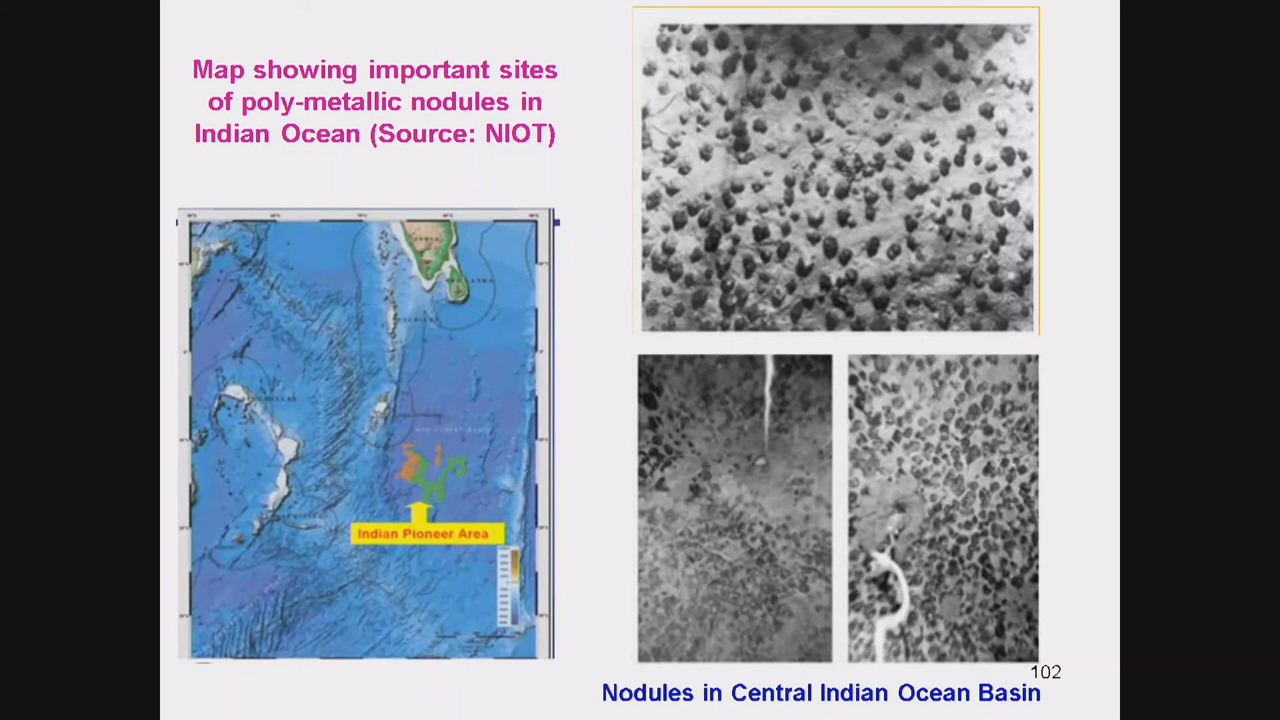 Map showing important sites
of poly-metallic nodules in
Indian Ocean (Source: NIOT)
INDIA
Indian Pioneer Area
102
Nodules in Central Indian Ocean Basin